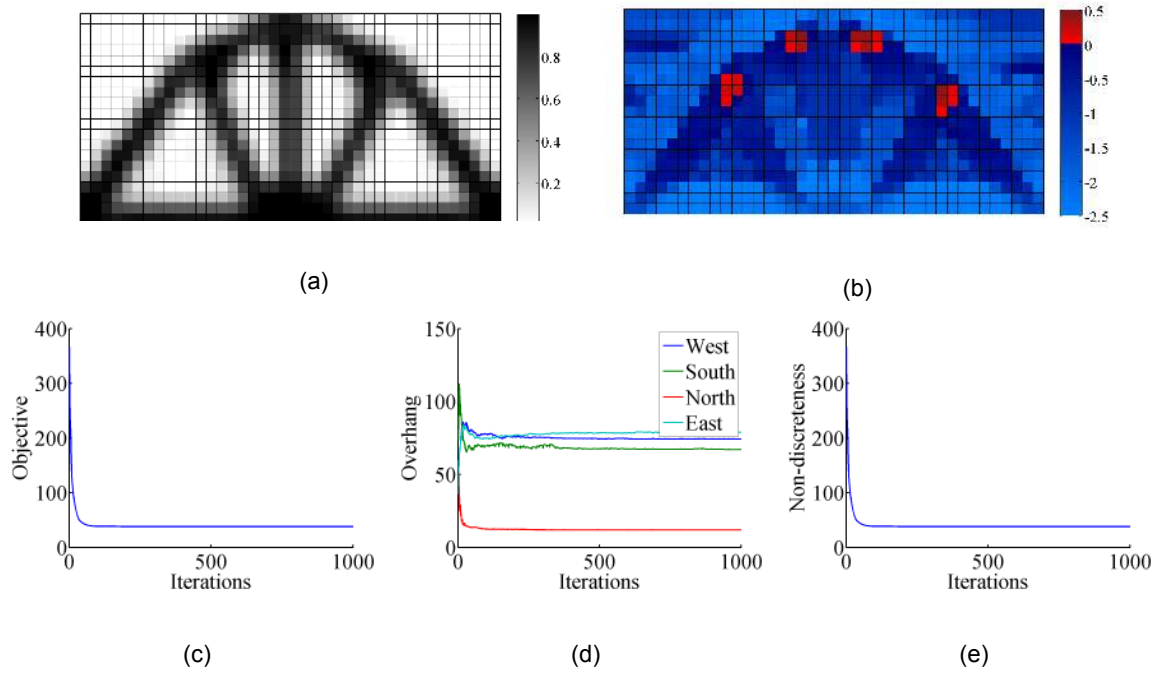 0.8
0.6
0.4
0.2
(a)
0.5
0
-0.5
-1
-1.5
-2
-2.5
(b)
400
300
200
100
0
Objective
0
500
1000
Iterations
(c)
150
100
50
0
Overhang
West
South
North
East
0
500
1000
Iterations
(d)
400
300
200
100
0
Non-discreteness
0
500
1000
Iterations
(e)